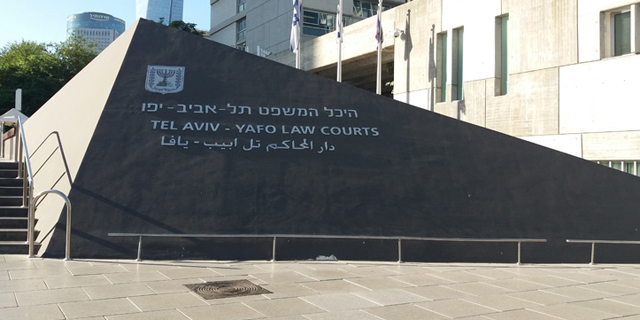 היכל המשפט תל-אביב-יפו
TEL AVIV - YAFO LAW COURTS
دار المحاكم تل ابيب - يافا